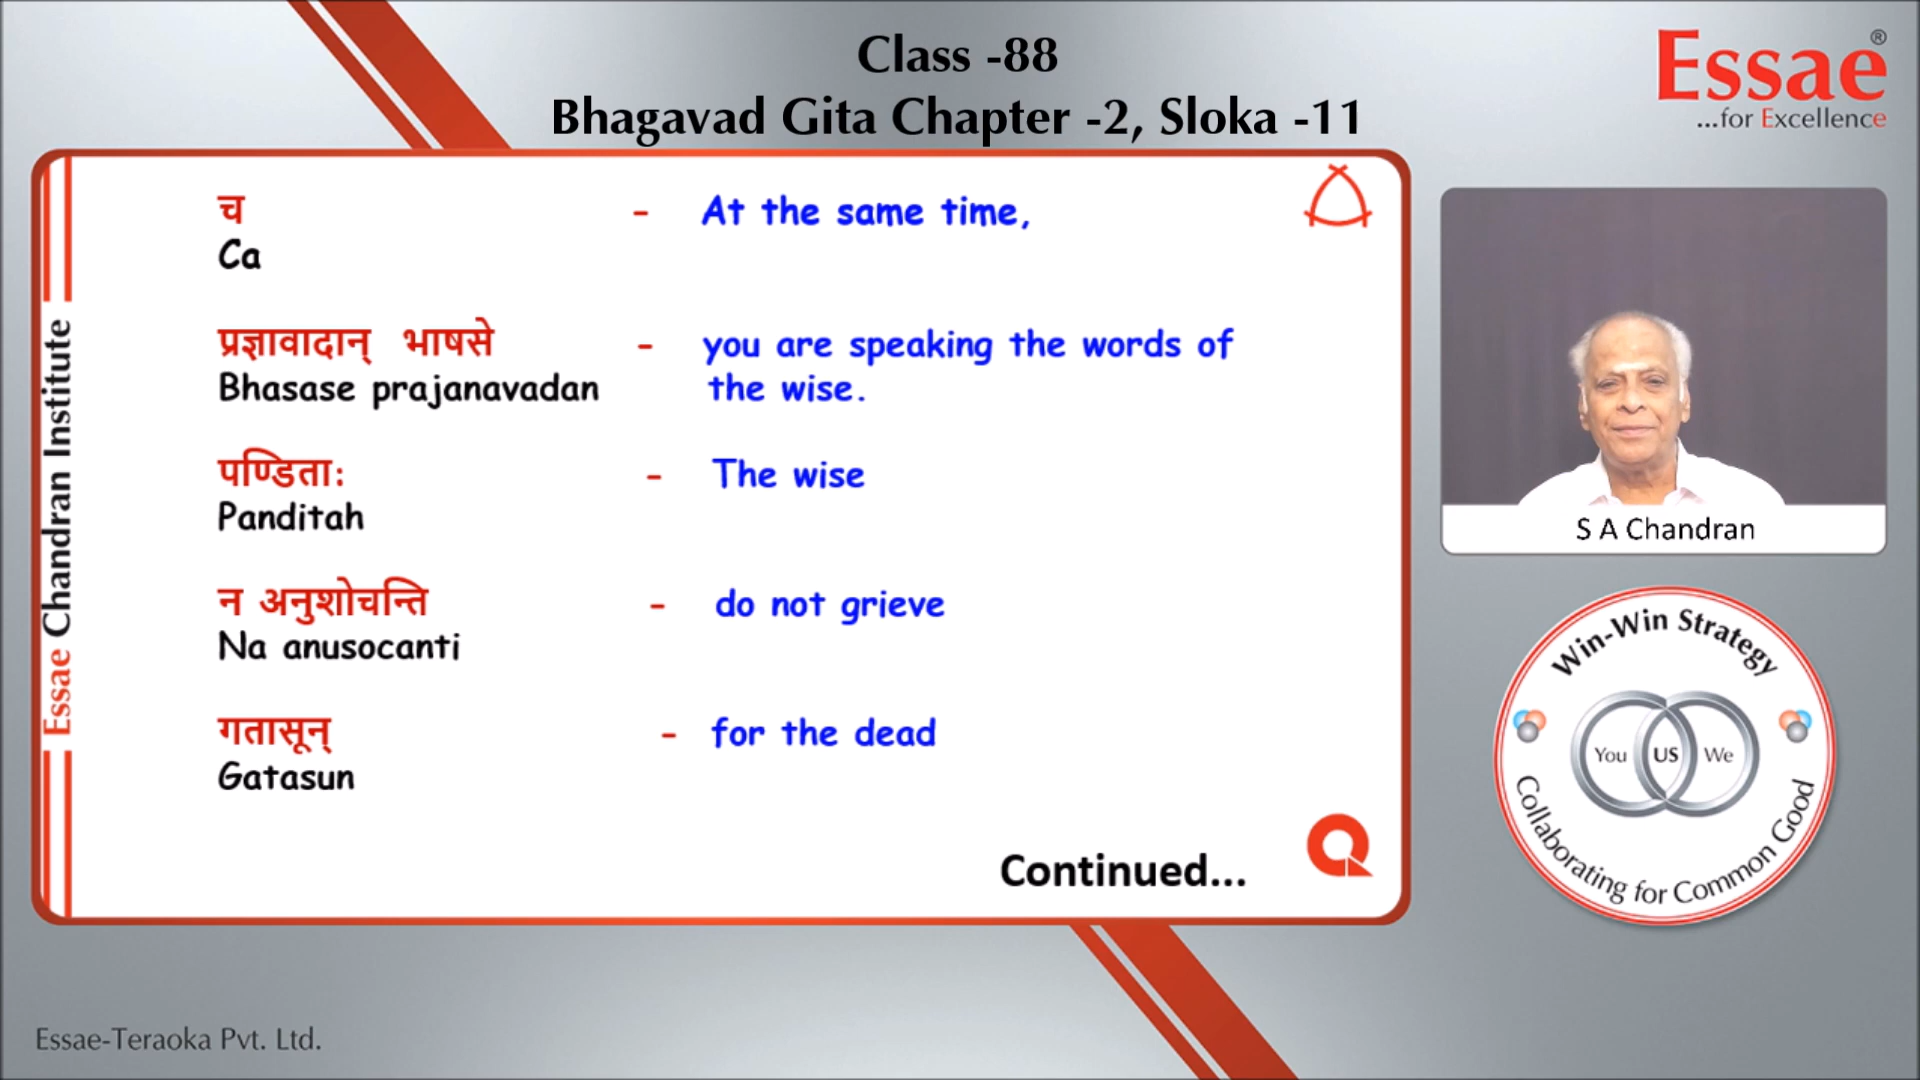 Class -88
Bhagavad Gita Chapter -2, Sloka -11
Essae®
...for Excellence
च - At the same time,
Ca
प्रज्ञावादान् भाषसे - you are speaking the words of
Bhasase prajanavadan the wise.
पण्डिताः - The wise
Panditah
न अनुशोचन्ति - do not grieve
Na anusocanti
गतासून् - for the dead
Gatasun
Continued...
Essae Chandran Institute
S A Chandran
Win-Win Strategy
You US We
Collaborating for Common Good
Essae-Teraoka Pvt. Ltd.